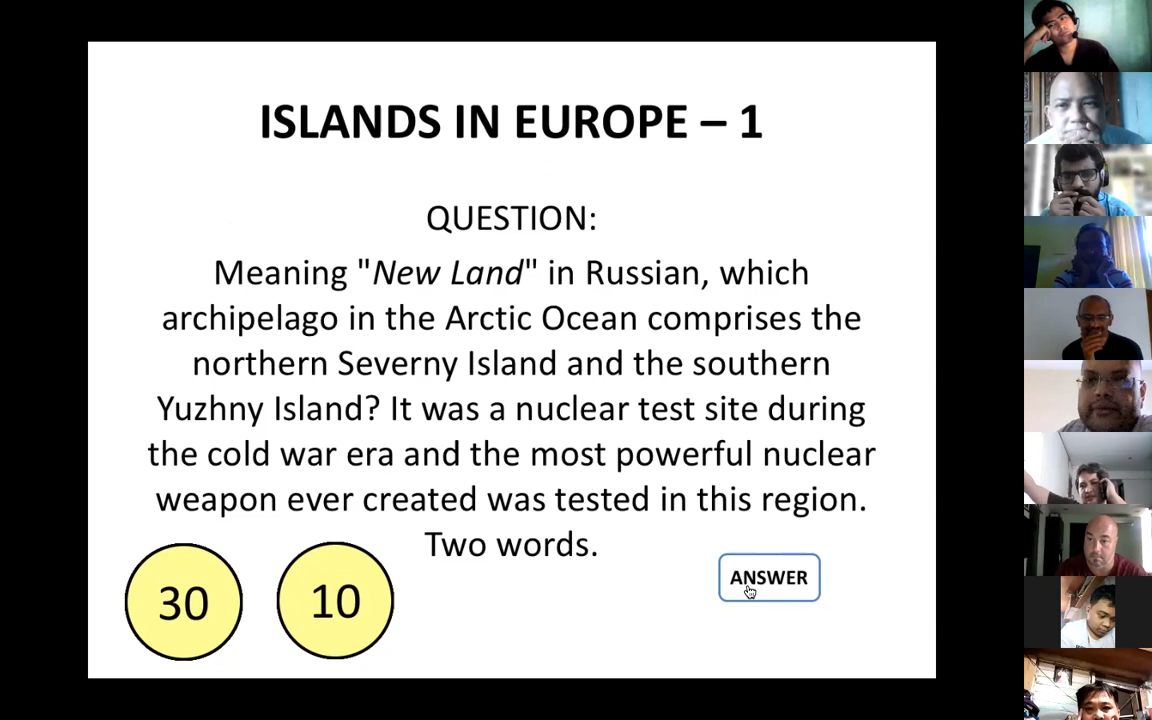 ISLANDS IN EUROPE – 1
QUESTION:
Meaning "New Land" in Russian, which
archipelago in the Arctic Ocean comprises the
northern Severny Island and the southern
Yuzhny Island? It was a nuclear test site during
the cold war era and the most powerful nuclear
weapon ever created was tested in this region.
Two words.
30
10
ANSWER